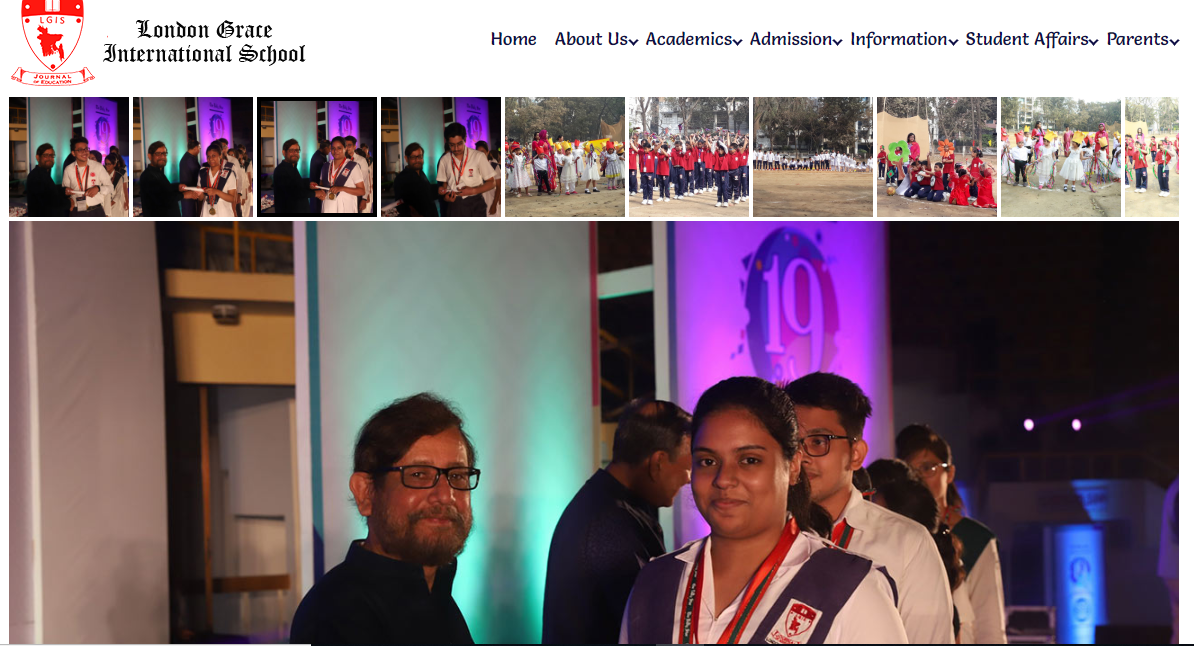 LGIS
JOURNAL
OF EDUCATION
London Grace
International School
Home About Us Academics Admission Information Student Affairs Parents
19